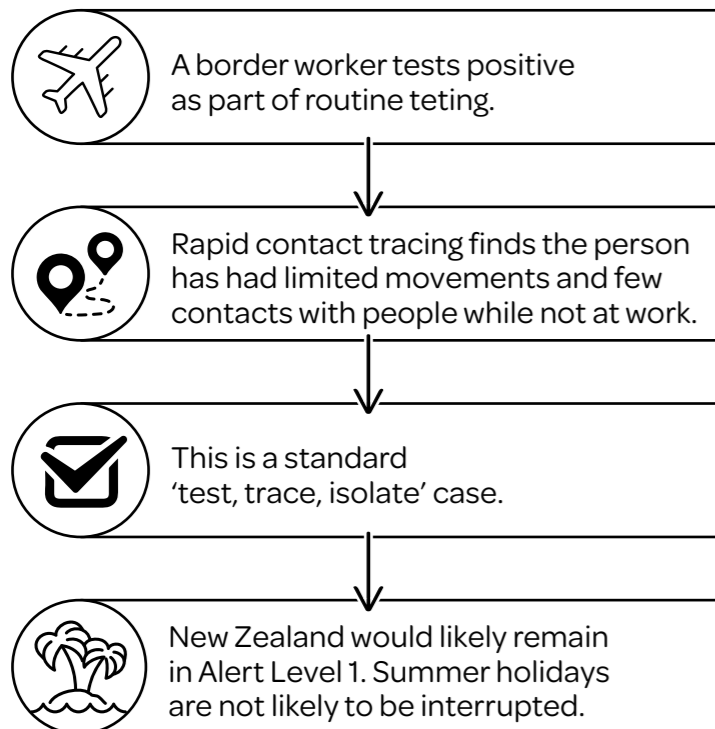 A border worker tests positive
as part of routine teting.
Rapid contact tracing finds the person
has had limited movements and few
contacts with people while not at work.
This is a standard
‘test, trace, isolate’ case.
New Zealand would likely remain
in Alert Level 1. Summer holidays
are not likely to be interrupted.